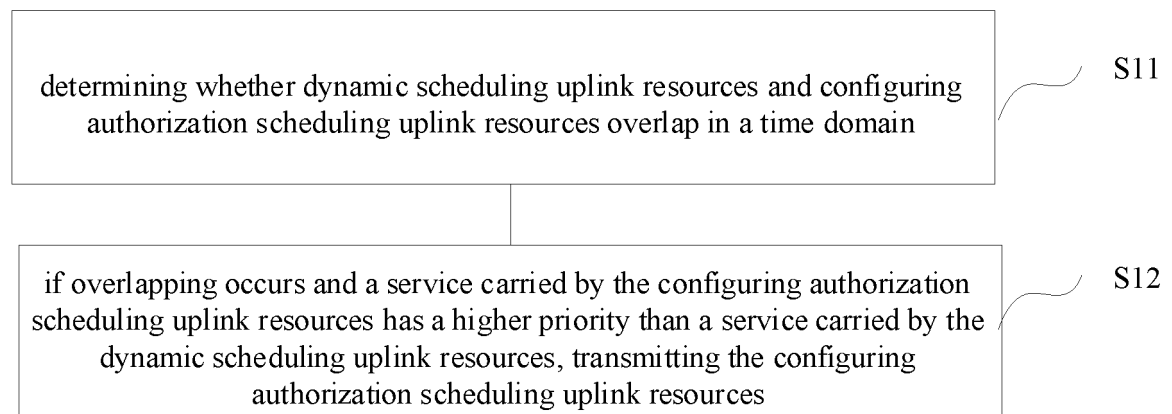 determining whether dynamic scheduling uplink resources and configuring
authorization scheduling uplink resources overlap in a time domain
S11
if overlapping occurs and a service carried by the configuring authorization
scheduling uplink resources has a higher priority than a service carried by the
dynamic scheduling uplink resources, transmitting the configuring
authorization scheduling uplink resources
S12